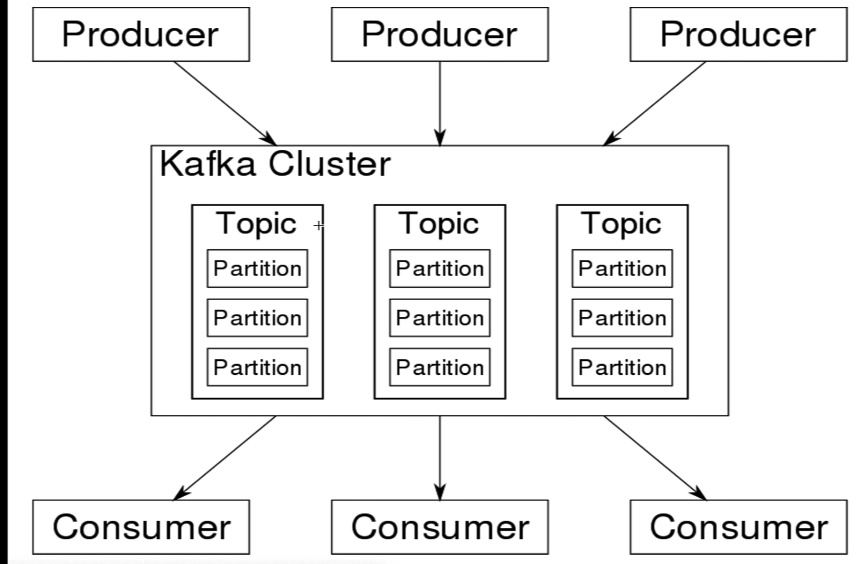 Producer Producer Producer
Kafka Cluster
Topic Topic Topic
Partition Partition Partition
Partition Partition Partition
Partition Partition Partition
Consumer Consumer Consumer